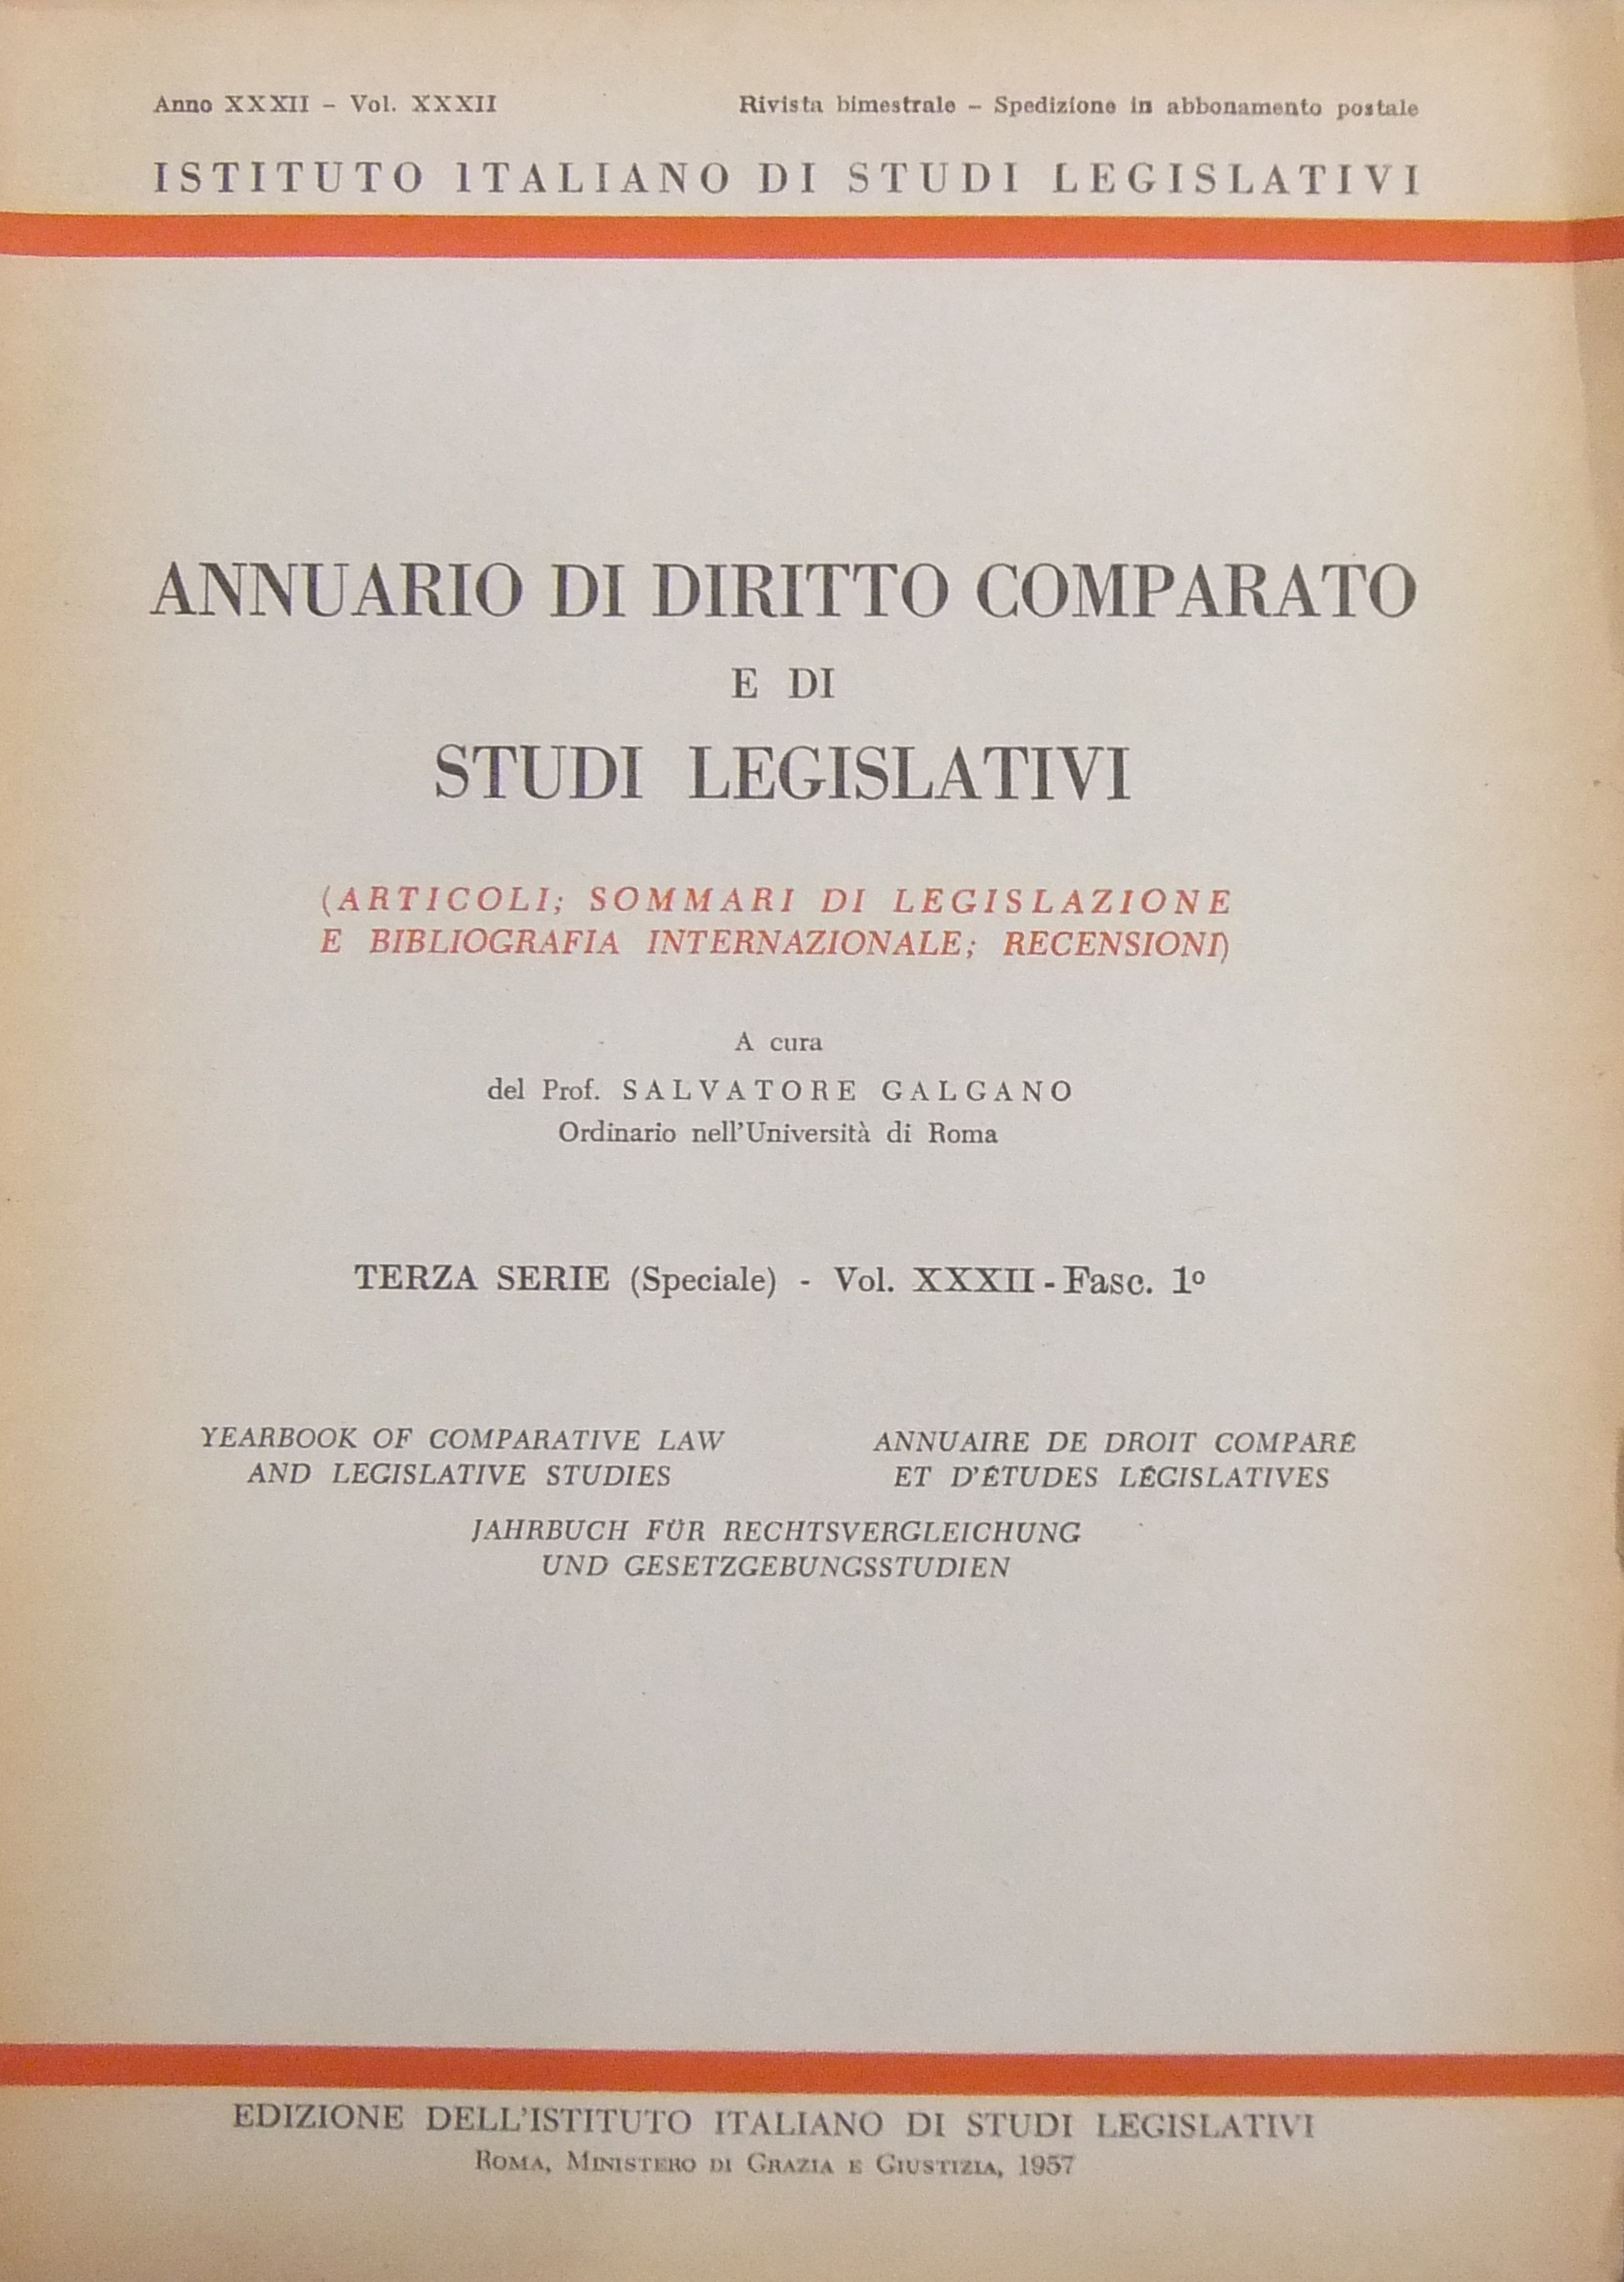 Anno XXXII – Vol. XXXII
Rivista bimestrale – Spedizione in abbonamento postale
ISTITUTO ITALIANO DI STUDI LEGISLATIVI
ANNUARIO DI DIRITTO COMPARATO
E DI
STUDI LEGISLATIVI
(ARTICOLI; SOMMARI DI LEGISLAZIONE
E BIBLIOGRAFIA INTERNAZIONALE; RECENSIONI)
A cura
del Prof. SALVATORE GALGANO
Ordinario nell'Università di Roma
TERZA SERIE (Speciale) - Vol. XXXII - Fasc. 1º
YEARBOOK OF COMPARATIVE LAW
AND LEGISLATIVE STUDIES
ANNUAIRE DE DROIT COMPARÉ
ET D'ÉTUDES LÉGISLATIVES
JAHRBUCH FÜR RECHTSVERGLEICHUNG
UND GESETZGEBUNGSSTUDIEN
EDIZIONE DELL'ISTITUTO ITALIANO DI STUDI LEGISLATIVI
ROMA, MINISTERO DI GRAZIA E GIUSTIZIA, 1957